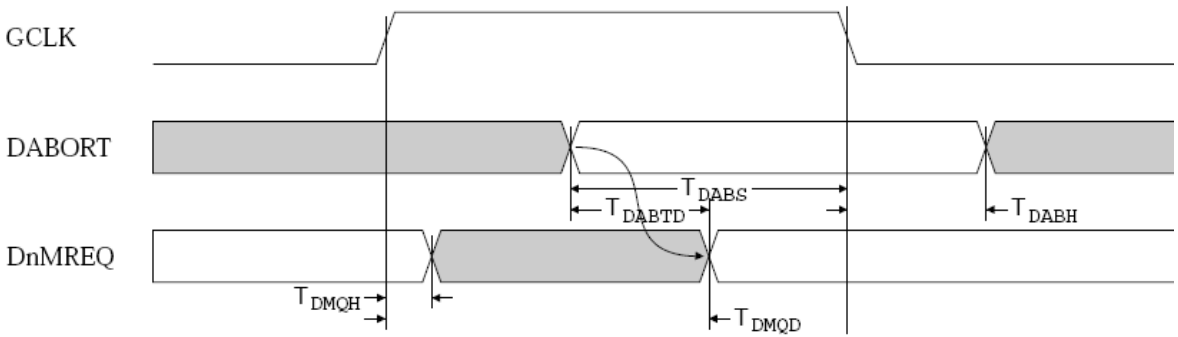 GCLK
DABORT
TDABS
TDABTD
TDABH
DnMREQ
TDMQH
TDMQD